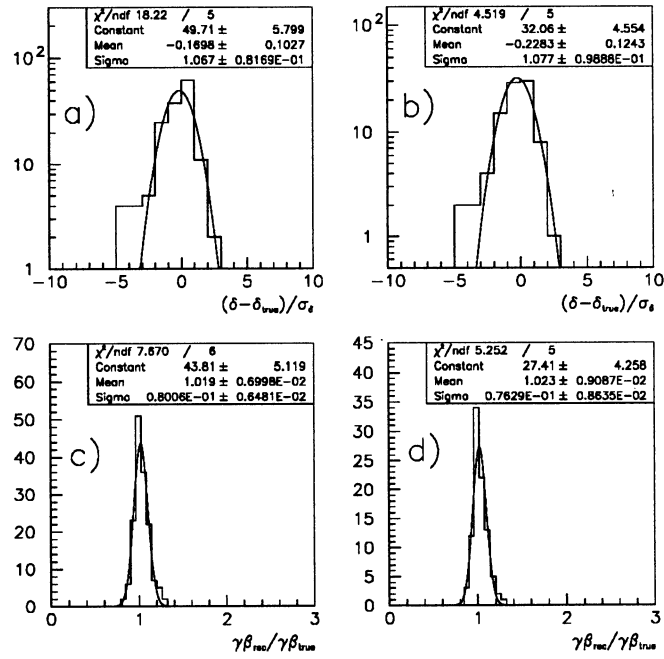 χ²/ndf 18.22 / 5
Constant 49.71 ± 5.799
Mean -0.1698 ± 0.1027
Sigma 1.067 ± 0.8169E-01
a)
10²
10
1
-10 -5 0 5 10
(δ-δtrue)/σδ
χ²/ndf 4.519 / 5
Constant 32.06 ± 4.554
Mean -0.2283 ± 0.1243
Sigma 1.077 ± 0.9888E-01
b)
10²
10
1
-10 -5 0 5 10
(δ-δtrue)/σδ
χ²/ndf 7.670 / 6
Constant 43.81 ± 5.119
Mean 1.019 ± 0.6998E-02
Sigma 0.8006E-01 ± 0.6481E-02
c)
70
60
50
40
30
20
10
0
0 1 2 3
γβrec/γβtrue
χ²/ndf 5.252 / 5
Constant 27.41 ± 4.258
Mean 1.023 ± 0.9087E-02
Sigma 0.7629E-01 ± 0.8635E-02
d)
45
40
35
30
25
20
15
10
5
0
0 1 2 3
γβrec/γβtrue